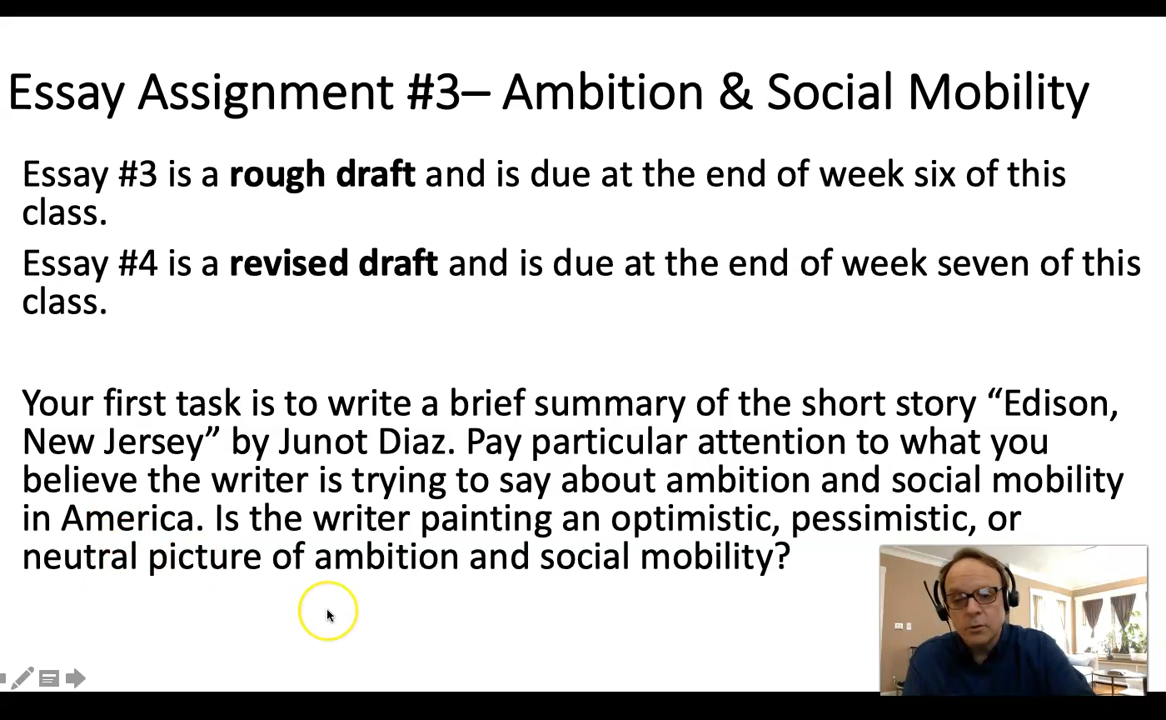 Essay Assignment #3– Ambition & Social Mobility
Essay #3 is a rough draft and is due at the end of week six of this
class.
Essay #4 is a revised draft and is due at the end of week seven of this
class.
Your first task is to write a brief summary of the short story “Edison,
New Jersey” by Junot Diaz. Pay particular attention to what you
believe the writer is trying to say about ambition and social mobility
in America. Is the writer painting an optimistic, pessimistic, or
neutral picture of ambition and social mobility?